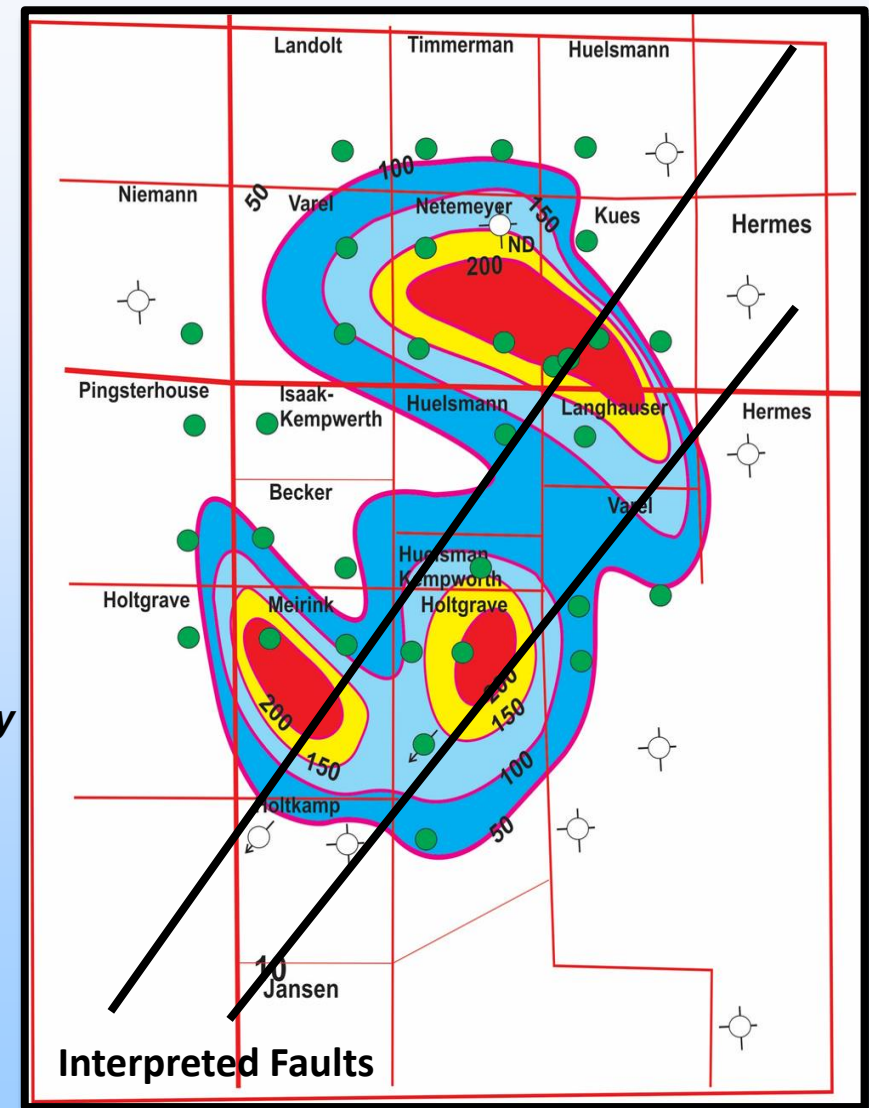 Landolt
Timmerman
Huelsmann
100
Niemann
50
Varel
Netemeyer
150
Kues
Hermes
ND
200
Pingsterhouse
Isaak-
Kempwerth
Huelsmann
Langhauser
Hermes
Becker
Varel
Huelsman
Kempworth
Holtgrave
Meirink
Holtgrave
200
200
150
y
150
100
Holtkamp
50
10
Jansen
Interpreted Faults